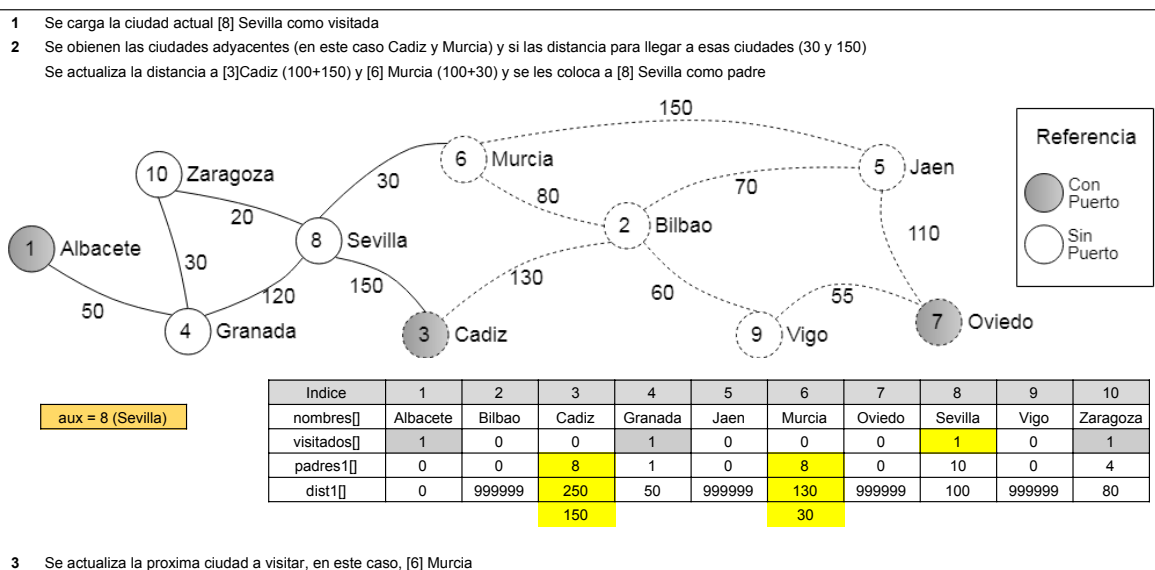 1 Se carga la ciudad actual [8] Sevilla como visitada
2 Se obienen las ciudades adyacentes (en este caso Cadiz y Murcia) y si las distancia para llegar a esas ciudades (30 y 150)
Se actualiza la distancia a [3]Cadiz (100+150) y [6] Murcia (100+30) y se les coloca a [8] Sevilla como padre
150
Referencia
Con
Puerto
Sin
Puerto
6 Murcia
5 Jaen
10 Zaragoza
30
80
70
20
2 Bilbao
8 Sevilla
110
1 Albacete
30
150
130
120
60
55
50
4 Granada
3 Cadiz
9 Vigo
7 Oviedo
aux = 8 (Sevilla)
Indice 1 2 3 4 5 6 7 8 9 10
nombres[] Albacete Bilbao Cadiz Granada Jaen Murcia Oviedo Sevilla Vigo Zaragoza
visitados[] 1 0 0 1 0 0 0 1 0 1
padres1[] 0 0 8 1 0 8 0 10 0 4
dist1[] 0 999999 250 50 999999 130 999999 100 999999 80
150 30
3 Se actualiza la proxima ciudad a visitar, en este caso, [6] Murcia